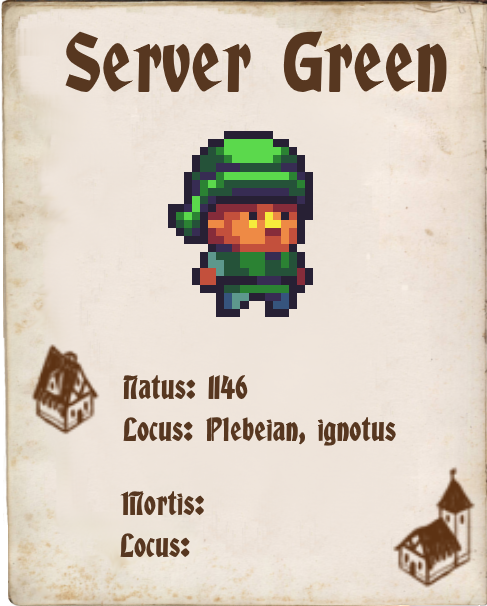 Server Green
Natus: 1146
Locus: Plebeian, ignotus
Mortis:
Locus: